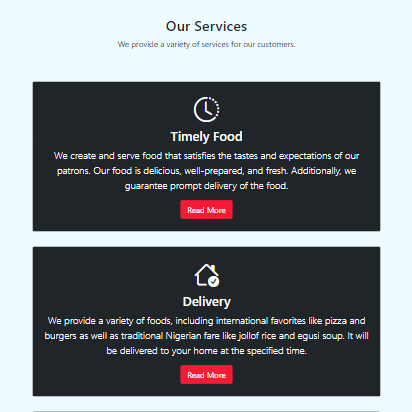 Our Services
We provide a variety of services for our customers.
Timely Food
We create and serve food that satisfies the tastes and expectations of our
patrons. Our food is delicious, well-prepared, and fresh. Additionally, we
guarantee prompt delivery of the food.
Read More
Delivery
We provide a variety of foods, including international favorites like pizza and
burgers as well as traditional Nigerian fare like jollof rice and egusi soup. It will
be delivered to your home at the specified time.
Read More